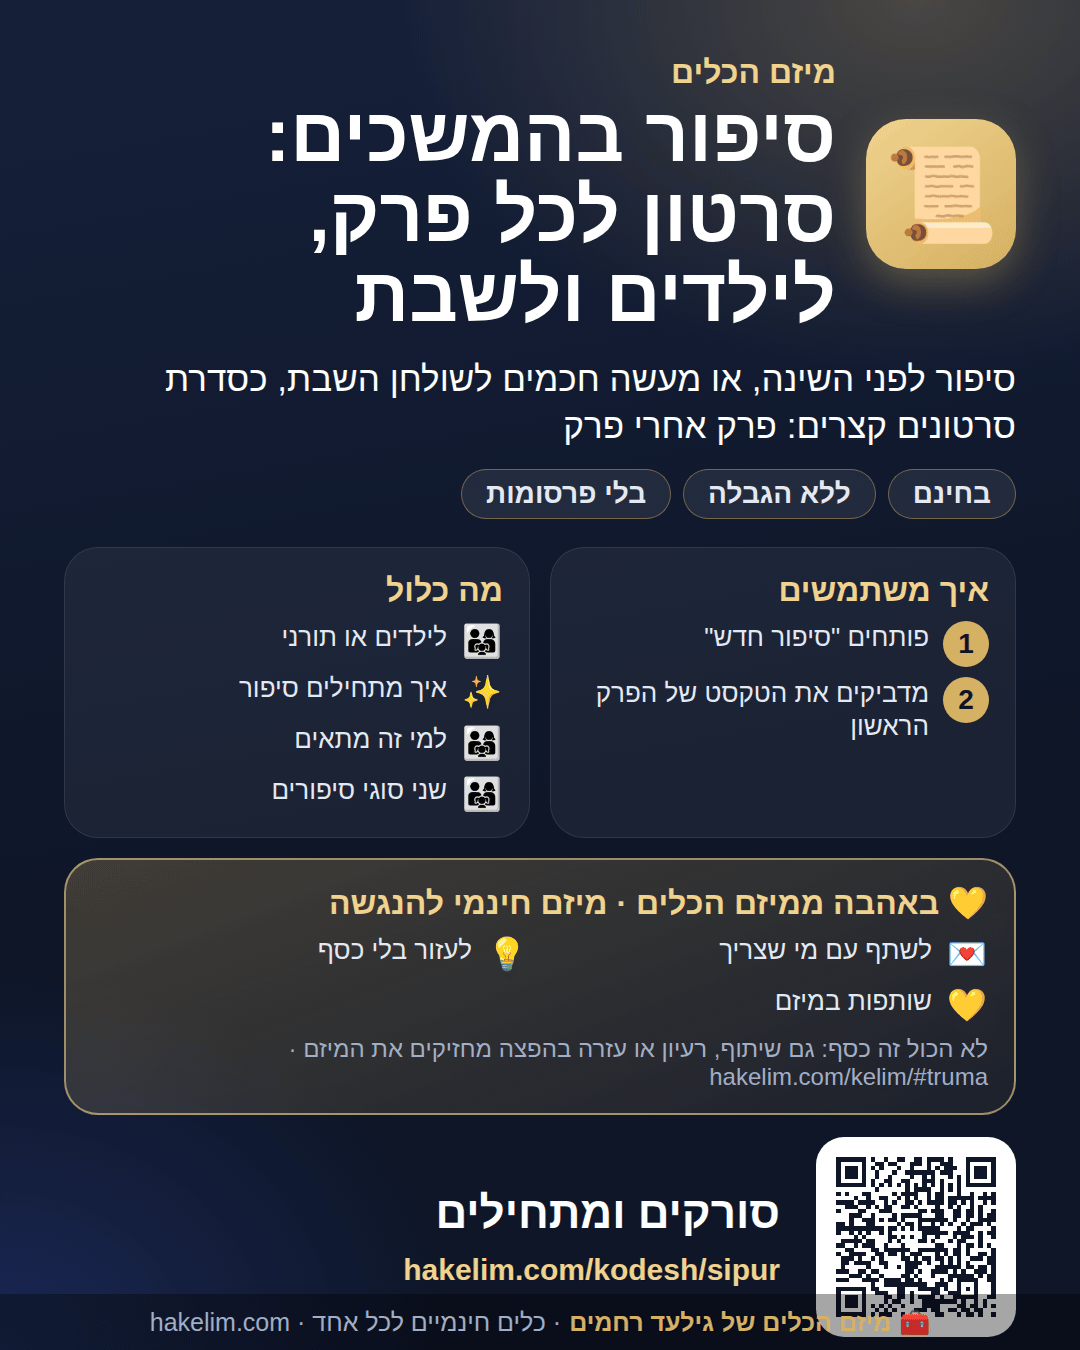 מיזם הכלים
סיפור בהמשכים:
סרטון לכל פרק,
לילדים ולשבת
סיפור לפני השינה, או מעשה חכמים לשולחן השבת, כסדרת
סרטונים קצרים: פרק אחרי פרק
בחינם
ללא הגבלה
בלי פרסומות
איך משתמשים
1 פותחים "סיפור חדש"
2 מדביקים את הטקסט של הפרק
הראשון
מה כלול
לילדים או תורני
איך מתחילים סיפור
למי זה מתאים
שני סוגי סיפורים
באהבה ממיזם הכלים · מיזם חינמי להנגשה
לשתף עם מי שצריך
לעזור בלי כסף
שותפות במיזם
לא הכול זה כסף: גם שיתוף, רעיון או עזרה בהפצה מחזיקים את המיזם ·
hakelim.com/kelim/#truma
סורקים ומתחילים
hakelim.com/kodesh/sipur
מיזם הכלים של גילעד רחמים · כלים חינמיים לכל אחד · hakelim.com